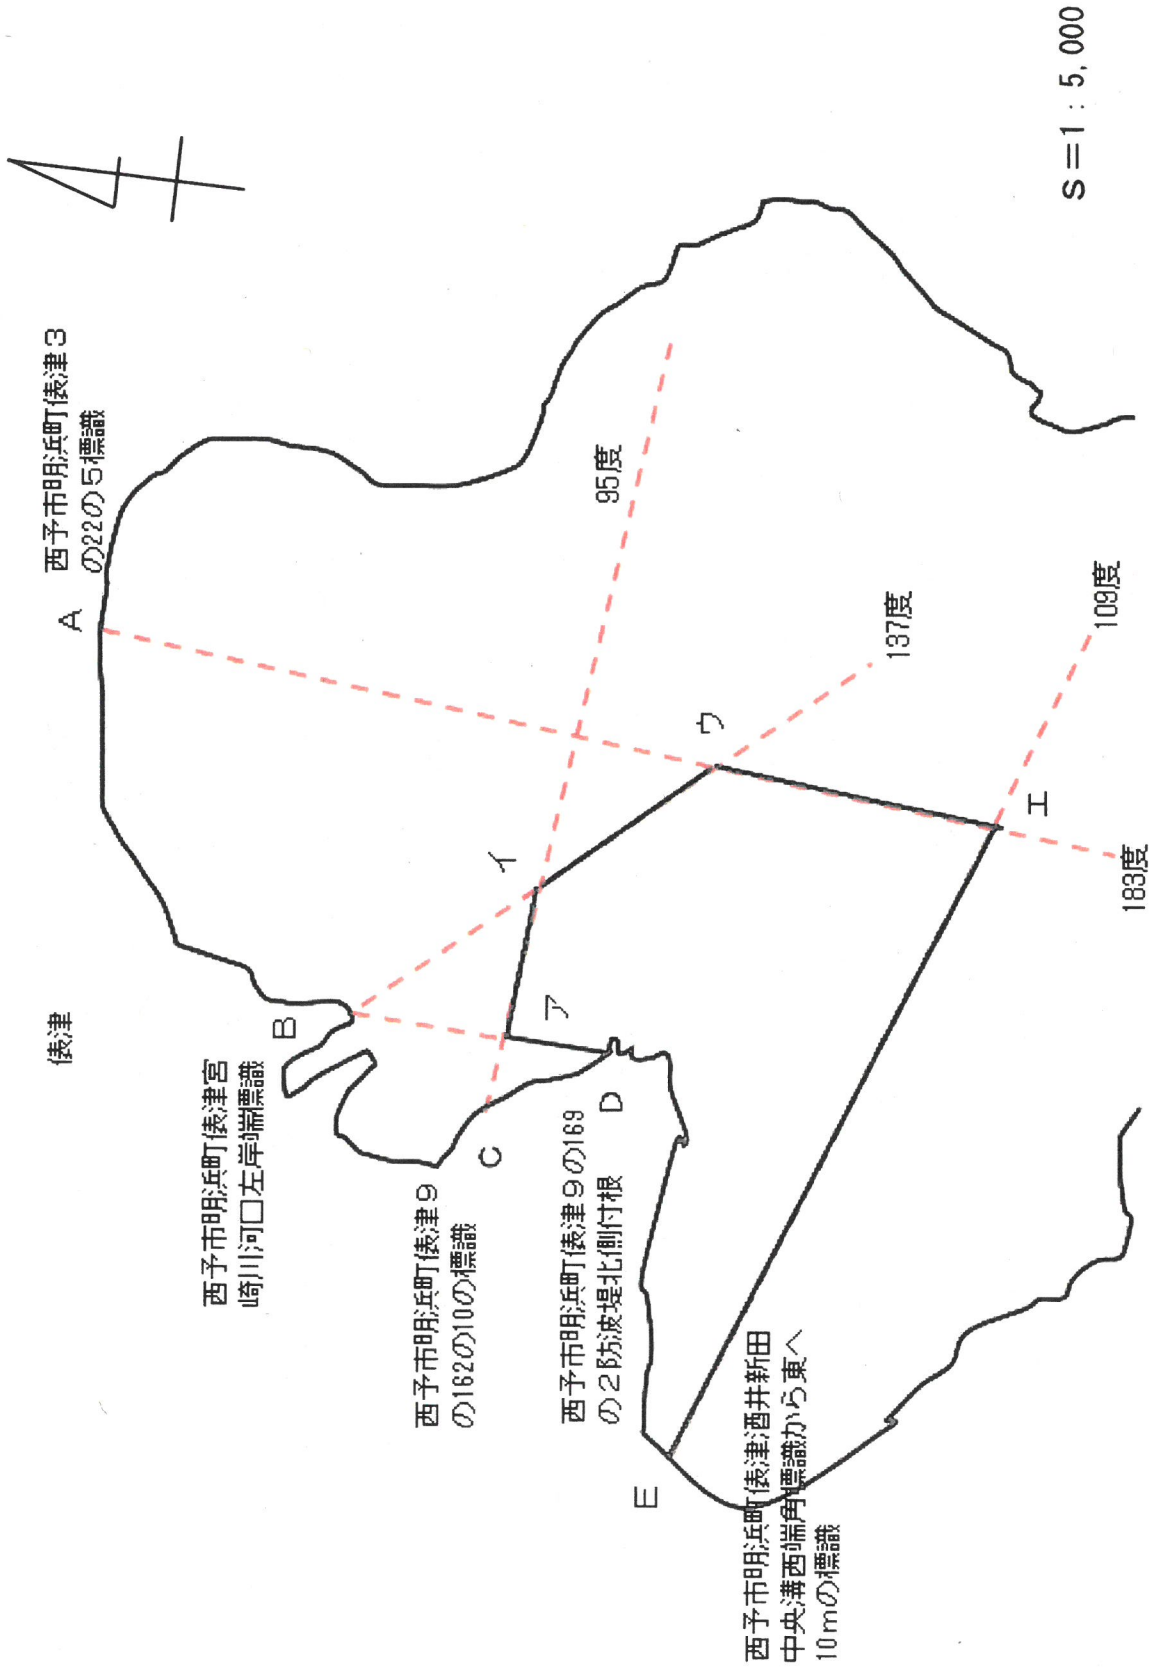 西予市明浜町俵津3
の22の5標識
A
俵津
B
西予市明浜町俵津宮
崎川河口左岸端標識
95度
イ
ウ
137度
ア
C
西予市明浜町俵津9
の162の10の標識
D
西予市明浜町俵津9の169
の2防波堤北側付根
109度
エ
183度
E
西予市明浜町俵津酒井新田
中央溝西端角標識から東へ
10mの標識
S=1:5,000